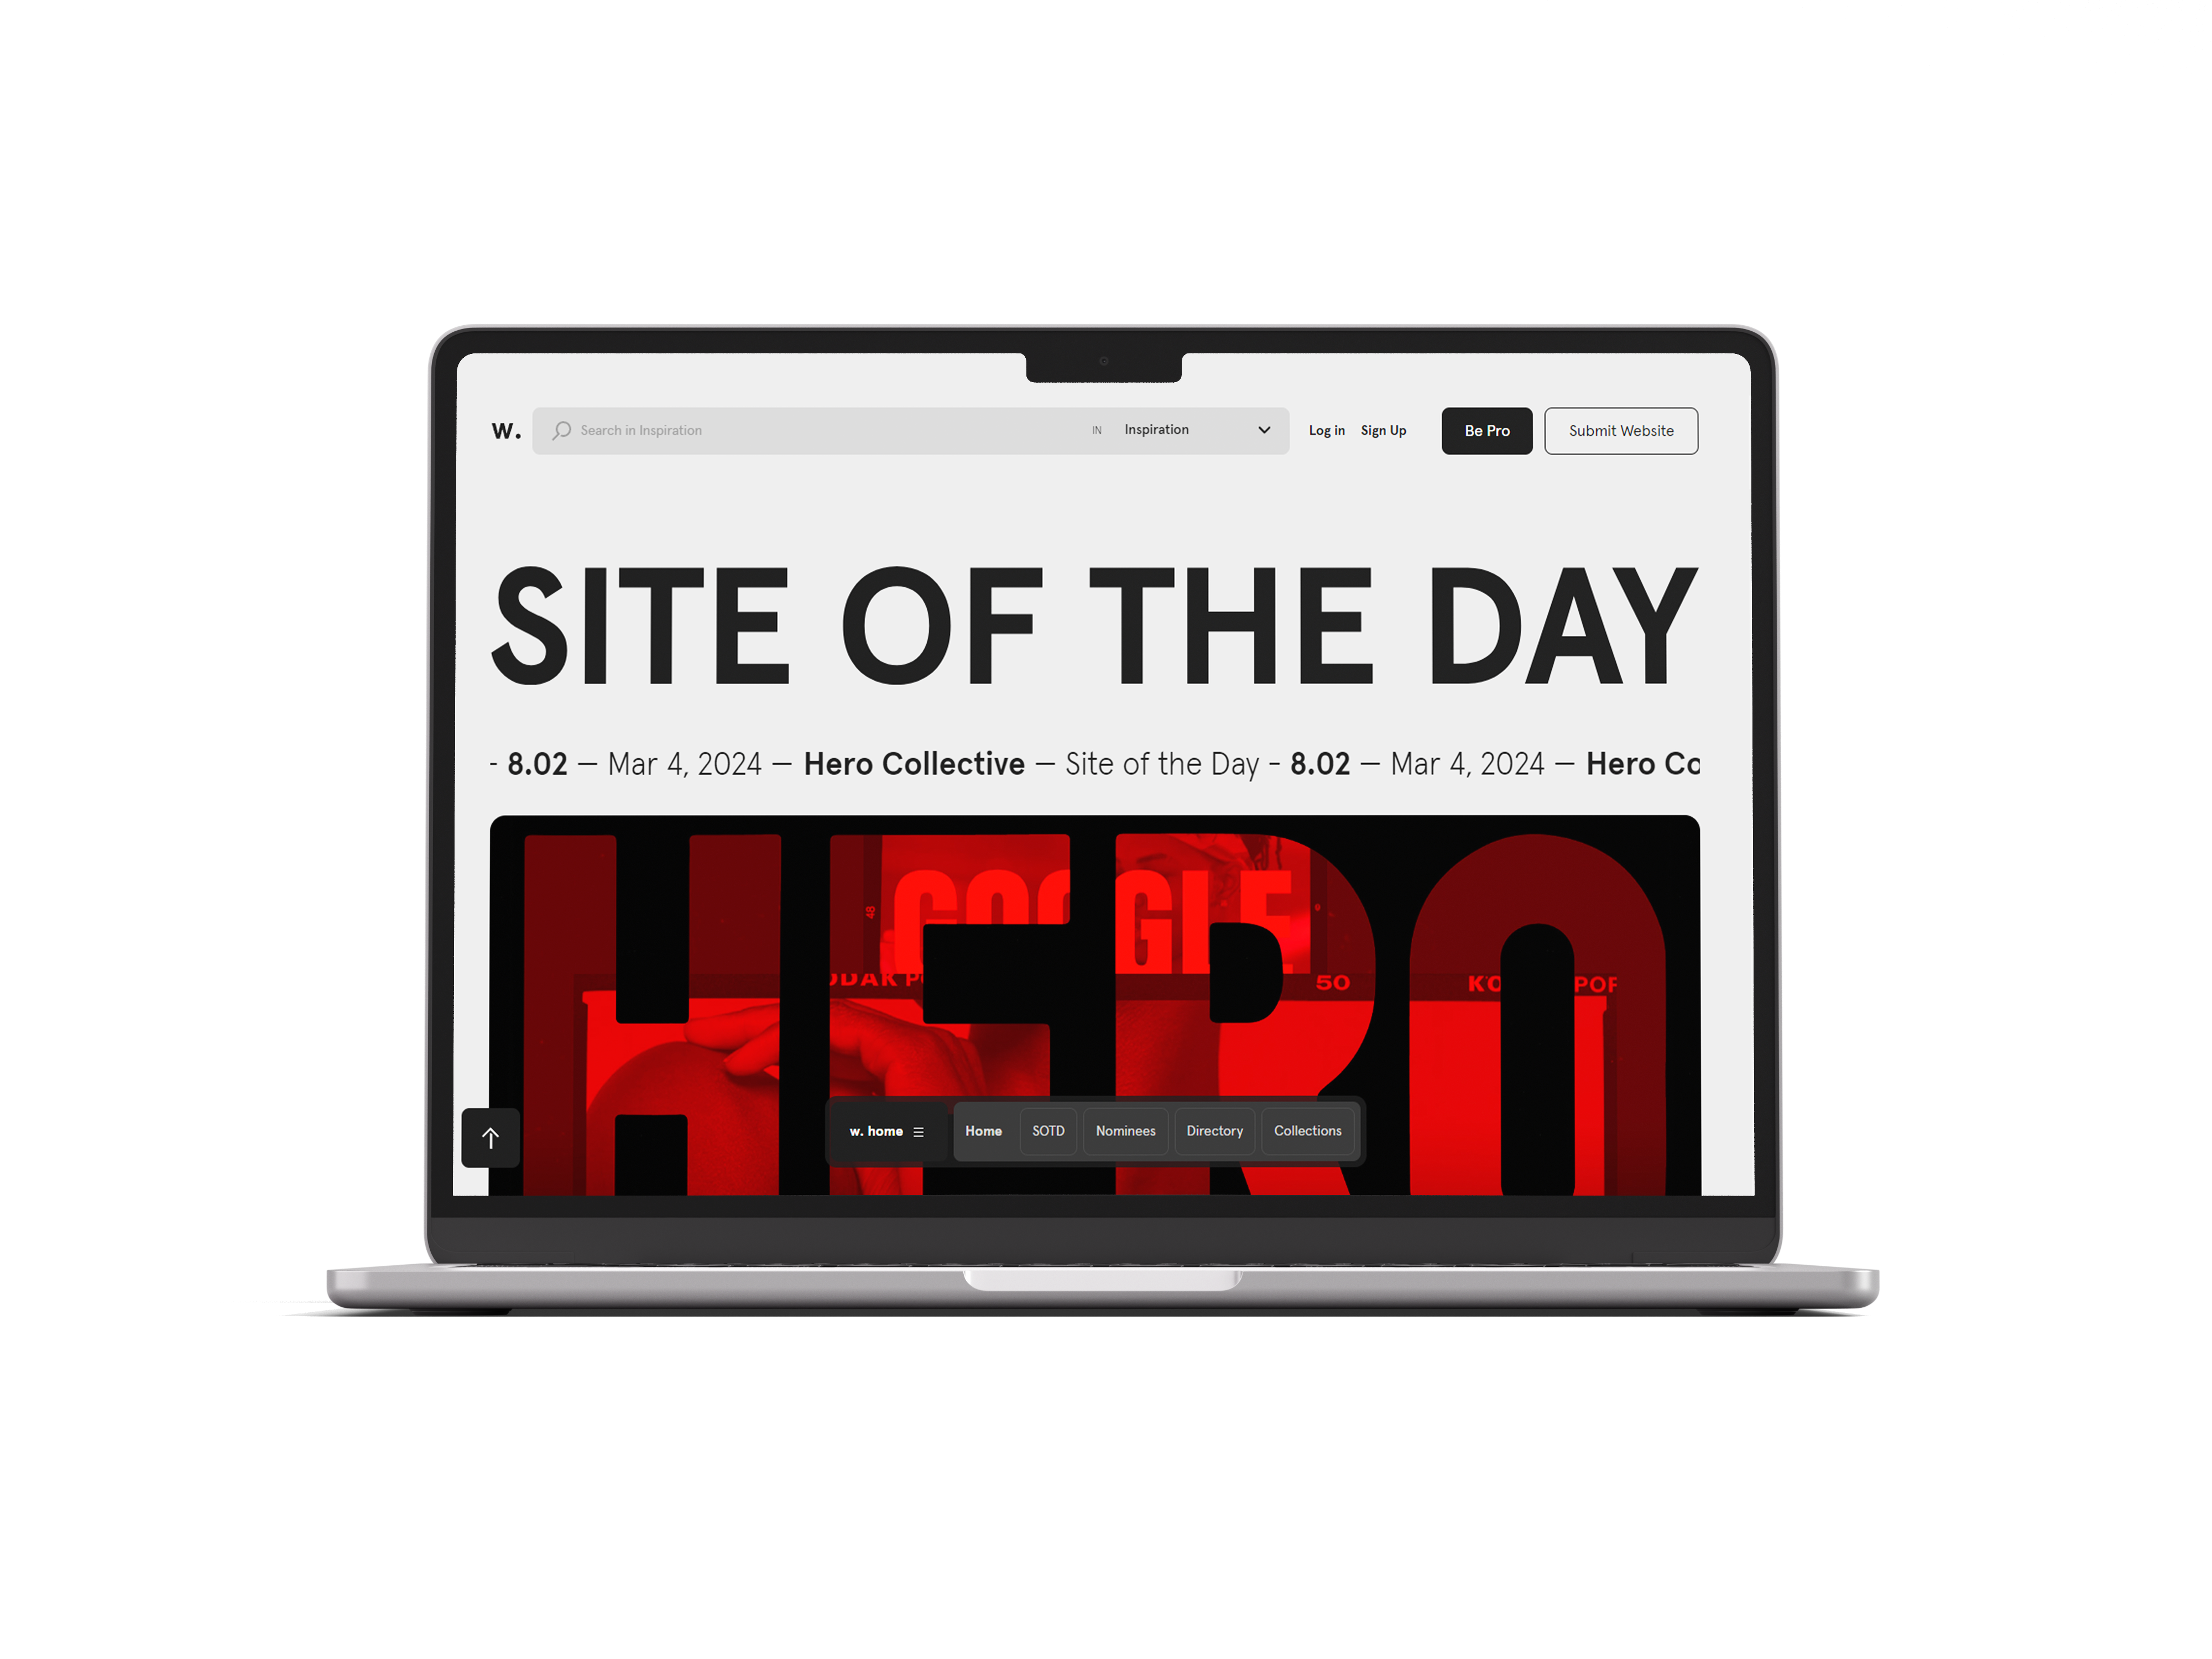 w. Search in Inspiration IN Inspiration Log in Sign Up Be Pro Submit Website
SITE OF THE DAY
- 8.02 — Mar 4, 2024 — Hero Collective — Site of the Day - 8.02 — Mar 4, 2024 — Hero Co
HERO
GOOGLE
48
ODAK P
50
KO
POR
w. home Home SOTD Nominees Directory Collections